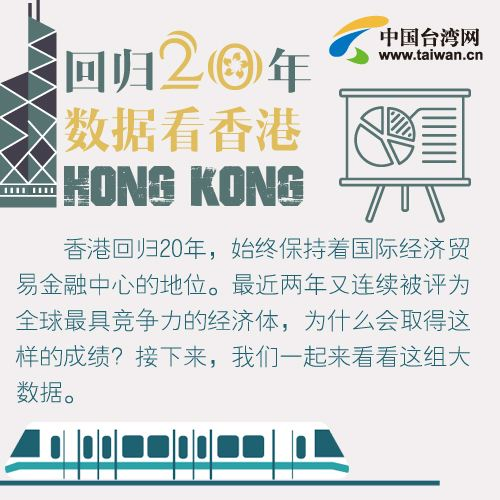 中国台湾网
www.taiwan.cn
回归20年
数据看香港
HONG KONG
香港回归20年，始终保持着国际经济贸
易金融中心的地位。最近两年又连续被评为
全球最具竞争力的经济体，为什么会取得这
样的成绩？接下来，我们一起来看看这组大
数据。